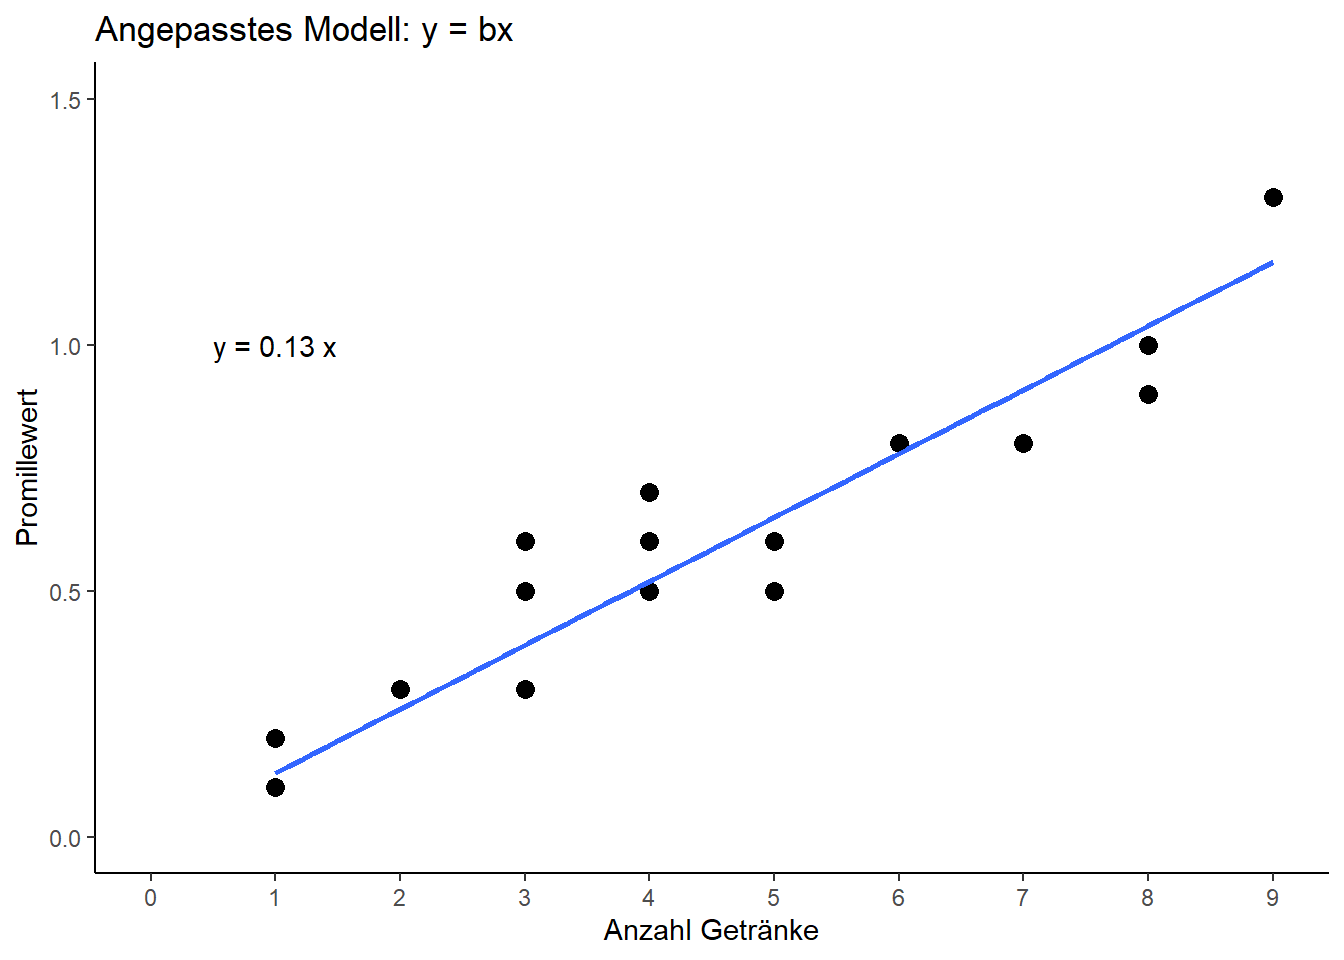 Angepasstes Modell: y = bx
1.5
1.0
0.5
0.0
Promillewert
y = 0.13 x
0 1 2 3 4 5 6 7 8 9
Anzahl Getränke